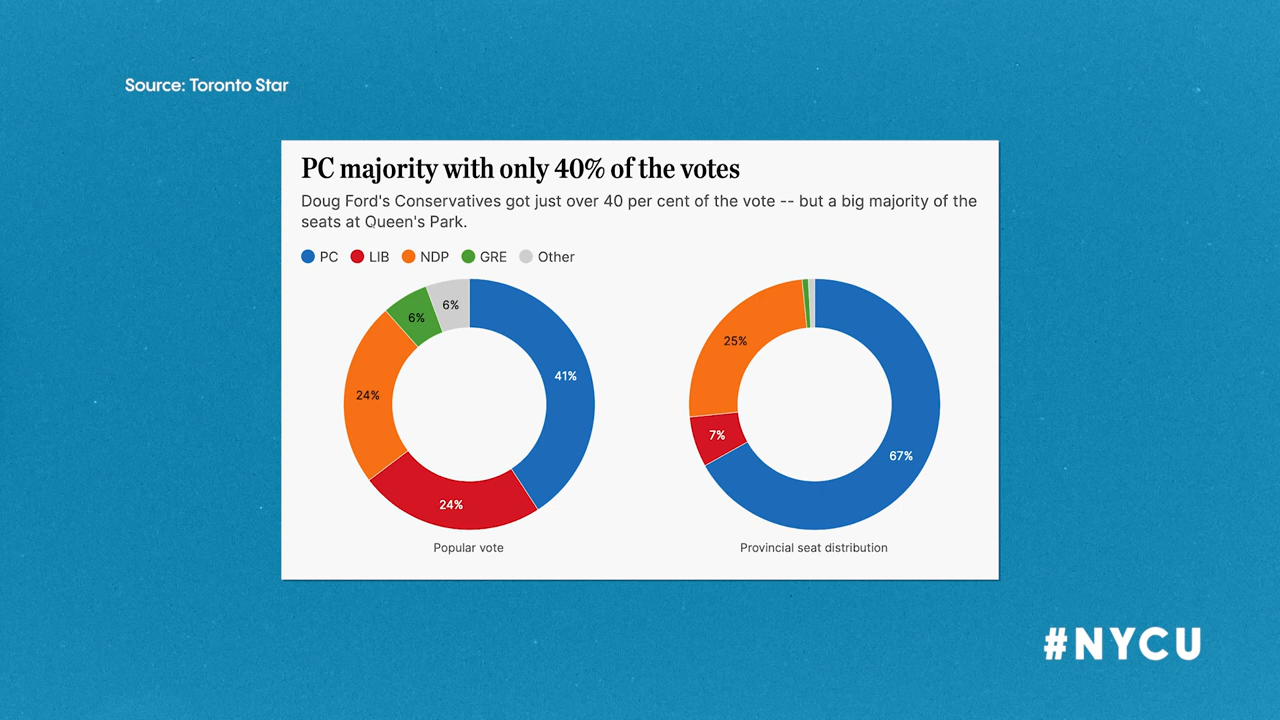 Source: Toronto Star
PC majority with only 40% of the votes
Doug Ford's Conservatives got just over 40 per cent of the vote -- but a big majority of the
seats at Queen's Park.
PC LIB NDP GRE Other
6%
6%
41%
24%
24%
Popular vote
25%
7%
67%
Provincial seat distribution
#NYCU